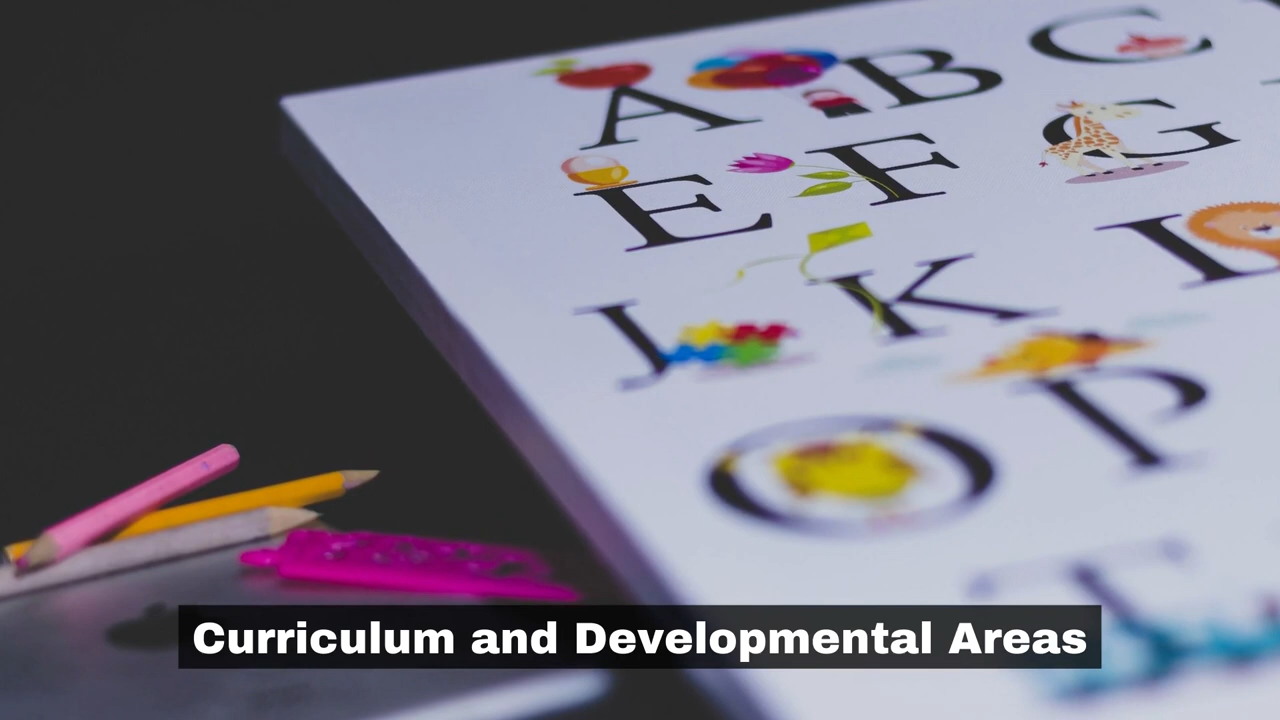 A B C
E F G
J K L
O P
T
Curriculum and Developmental Areas